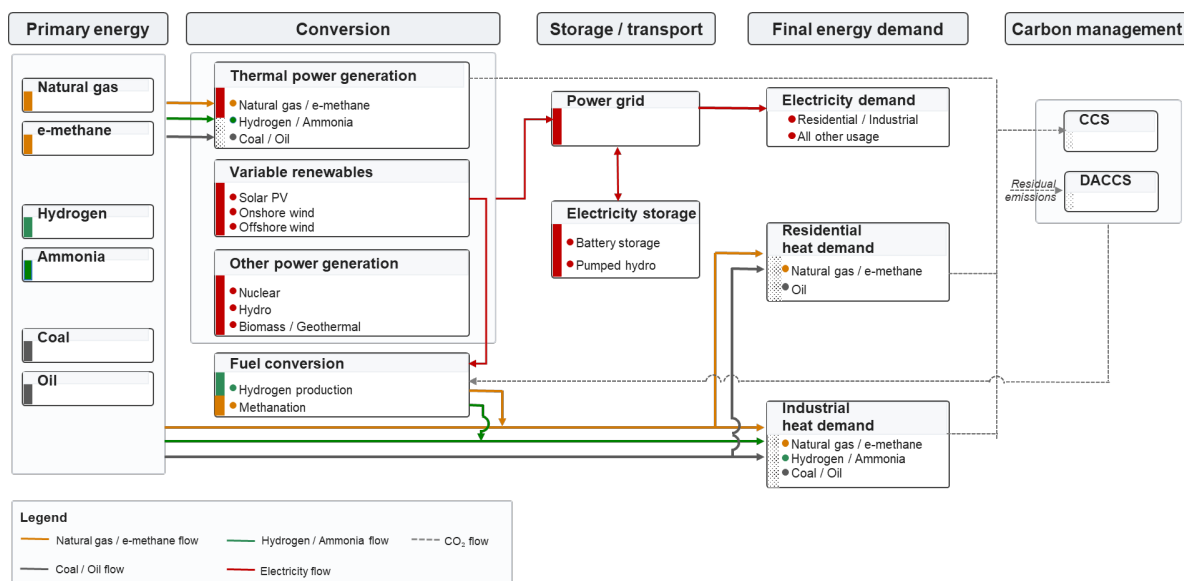 Primary energy
Conversion
Storage / transport
Final energy demand
Carbon management
Natural gas
e-methane
Hydrogen
Ammonia
Coal
Oil
Thermal power generation
Natural gas / e-methane
Hydrogen / Ammonia
Coal / Oil
Variable renewables
Solar PV
Onshore wind
Offshore wind
Other power generation
Nuclear
Hydro
Biomass / Geothermal
Fuel conversion
Hydrogen production
Methanation
Power grid
Electricity storage
Battery storage
Pumped hydro
Electricity demand
Residential / Industrial
All other usage
Residential
heat demand
Natural gas / e-methane
Oil
Industrial
heat demand
Natural gas / e-methane
Hydrogen / Ammonia
Coal / Oil
CCS
DACCS
Residual
emissions
Legend
Natural gas / e-methane flow
Hydrogen / Ammonia flow
CO₂ flow
Coal / Oil flow
Electricity flow